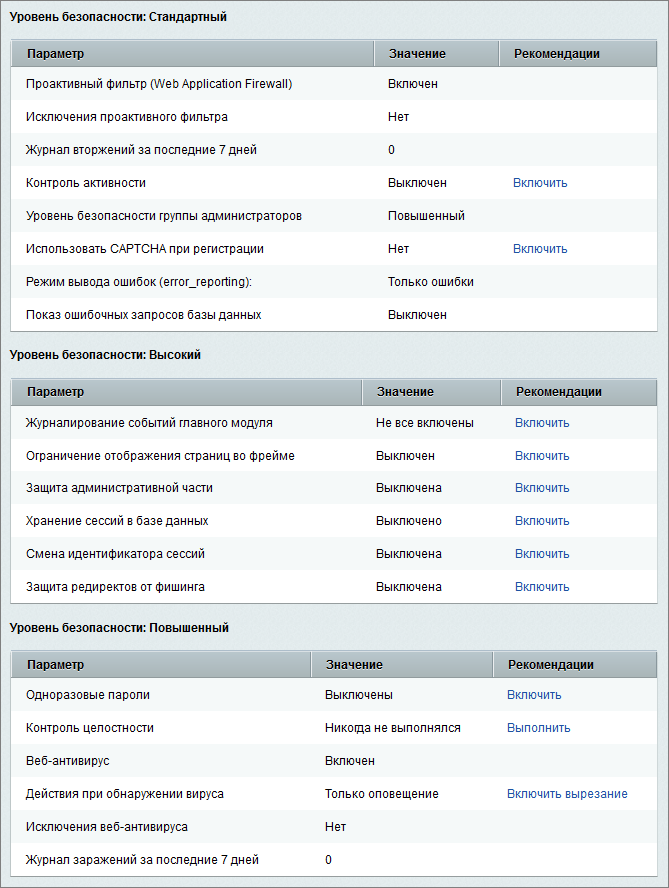 Уровень безопасности: Стандартный
Параметр Значение Рекомендации
Проактивный фильтр (Web Application Firewall) Включен
Исключения проактивного фильтра Нет
Журнал вторжений за последние 7 дней 0
Контроль активности Выключен Включить
Уровень безопасности группы администраторов Повышенный
Использовать CAPTCHA при регистрации Нет Включить
Режим вывода ошибок (error_reporting): Только ошибки
Показ ошибочных запросов базы данных Выключен
Уровень безопасности: Высокий
Параметр Значение Рекомендации
Журналирование событий главного модуля Не все включены Включить
Ограничение отображения страниц во фрейме Выключен Включить
Защита административной части Выключена Включить
Хранение сессий в базе данных Выключено Включить
Смена идентификатора сессий Выключена Включить
Защита редиректов от фишинга Выключена Включить
Уровень безопасности: Повышенный
Параметр Значение Рекомендации
Одноразовые пароли Выключены Включить
Контроль целостности Никогда не выполнялся Выполнить
Веб-антивирус Включен
Действия при обнаружении вируса Только оповещение Включить вырезание
Исключения веб-антивируса Нет
Журнал заражений за последние 7 дней 0